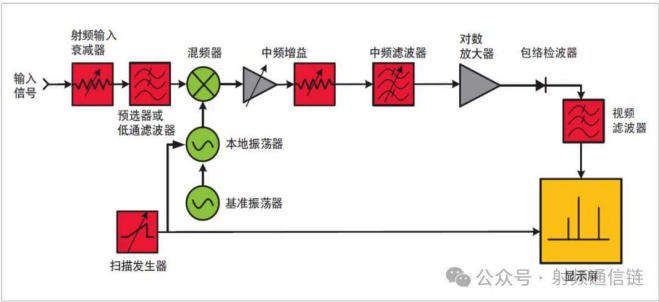 射频输入
衰减器
混频器
中频增益
中频滤波器
对数
放大器
包络检波器
输入
信号
预选器或
低通滤波器
视频
滤波器
本地振荡器
基准振荡器
扫描发生器
显示屏
公众号 · 射频通信链